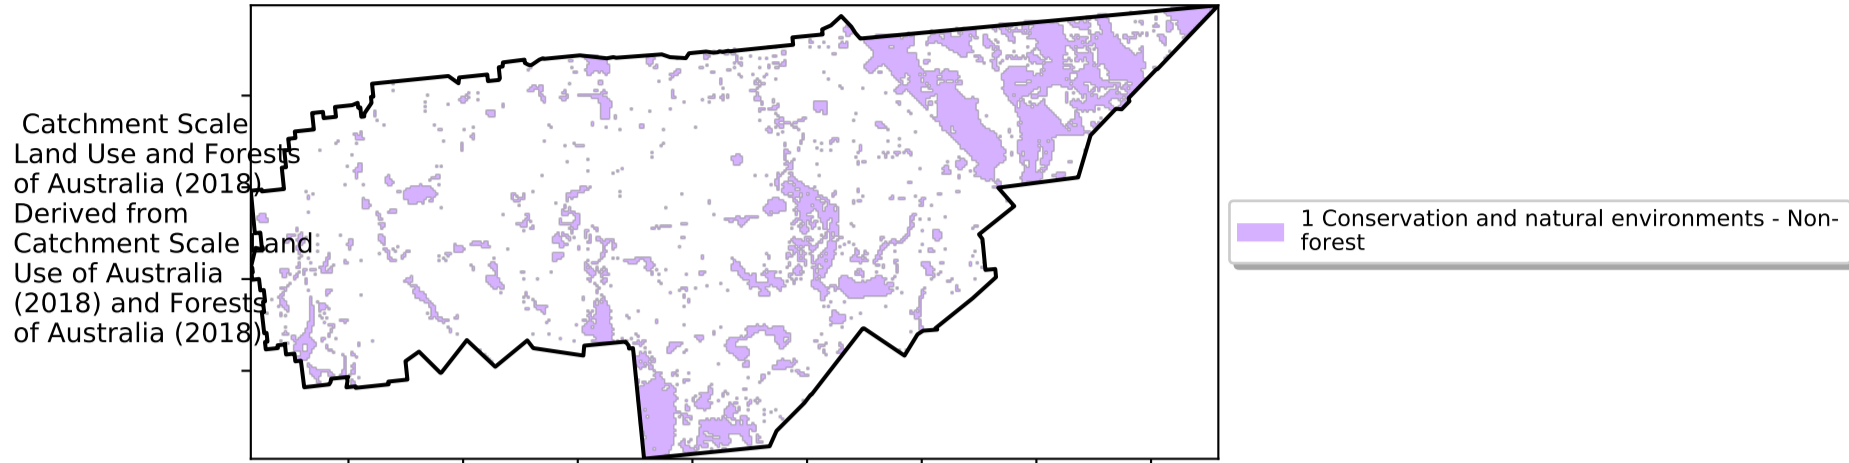 Catchment Scale
Land Use and Forests
of Australia (2018)
Derived from
Catchment Scale Land
Use of Australia
(2018) and Forests
of Australia (2018)
1 Conservation and natural environments - Non-
forest